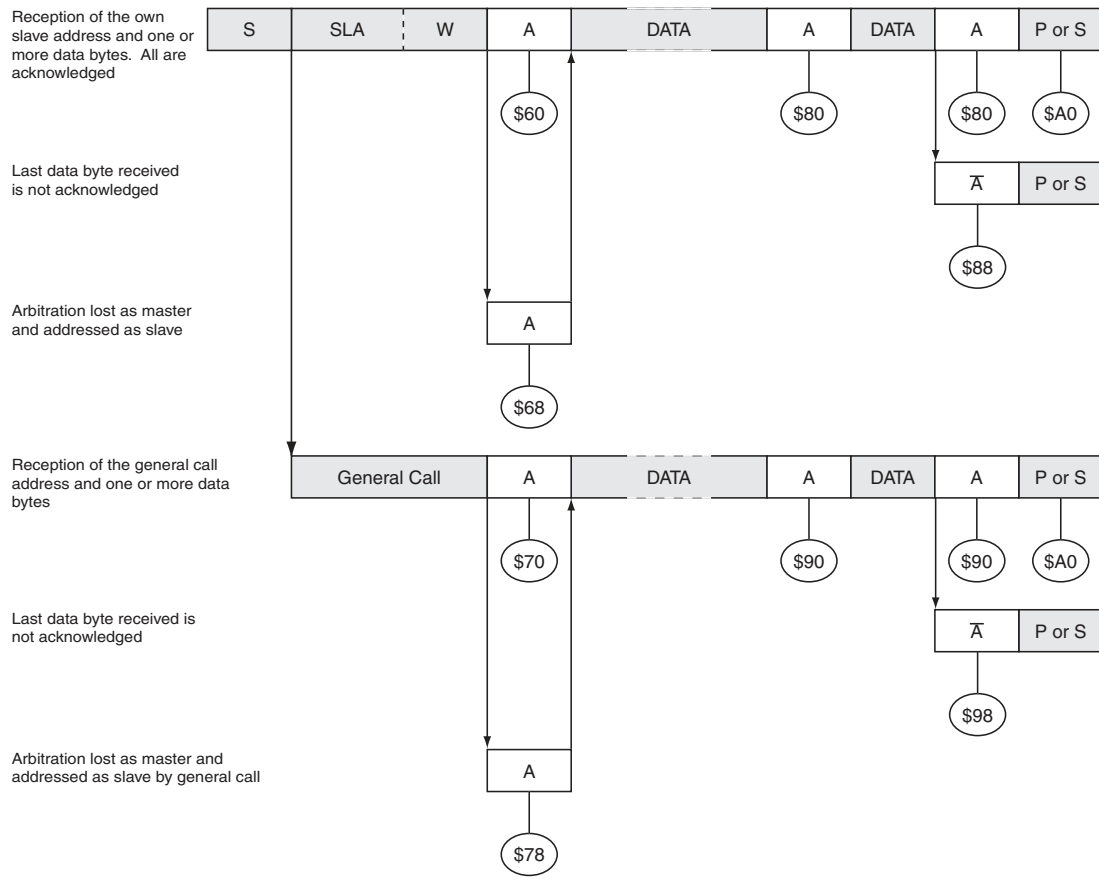 Reception of the own
slave address and one or
more data bytes. All are
acknowledged
S SLA W A DATA A DATA A P or S
$60 $80 $80 $A0
Last data byte received
is not acknowledged
A̅ P or S
$88
Arbitration lost as master
and addressed as slave
A
$68
Reception of the general call
address and one or more data
bytes
General Call A DATA A DATA A P or S
$70 $90 $90 $A0
Last data byte received is
not acknowledged
A̅ P or S
$98
Arbitration lost as master and
addressed as slave by general call
A
$78